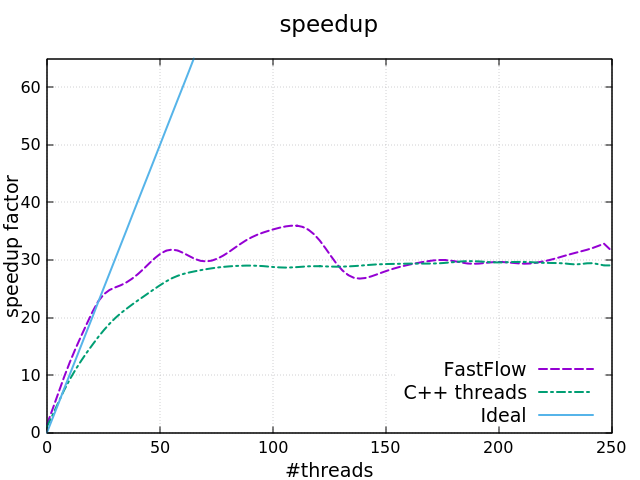 speedup
60
50
40
30
20
10
0
speedup factor
FastFlow
C++ threads
Ideal
0 50 100 150 200 250
#threads